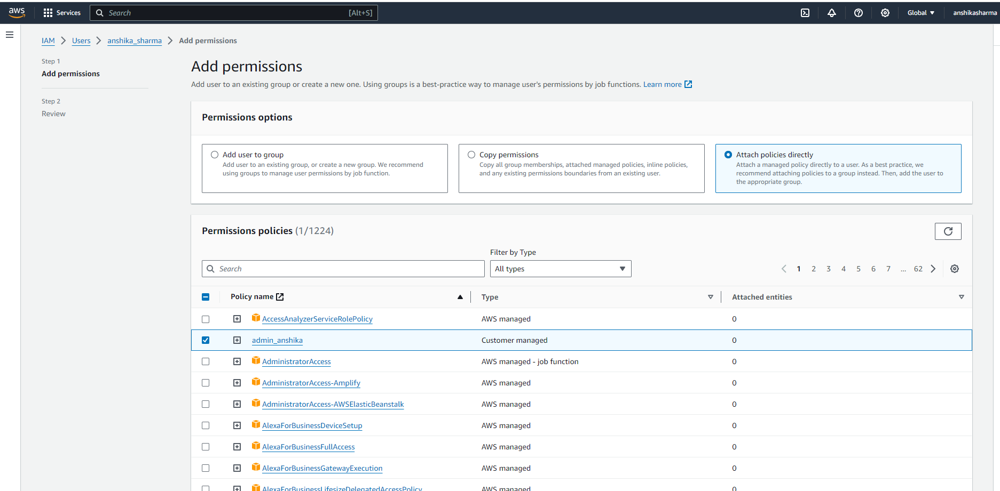 aws Services Search [Alt+S] Global anshikasharma
IAM Users anshika_sharma Add permissions
Step 1
Add permissions
Step 2
Review
Add permissions
Add user to an existing group or create a new one. Using groups is a best-practice way to manage user's permissions by job functions. Learn more
Permissions options
Add user to group
Add user to an existing group, or create a new group. We recommend
using groups to manage user permissions by job function.
Copy permissions
Copy all group memberships, attached managed policies, inline policies,
and any existing permissions boundaries from an existing user.
Attach policies directly
Attach a managed policy directly to a user. As a best practice, we
recommend attaching policies to a group instead. Then, add the user to
the appropriate group.
Permissions policies (1/1224)
Filter by Type
Search All types 1 2 3 4 5 6 7 ... 62
Policy name Type Attached entities
AccessAnalyzerServiceRolePolicy AWS managed 0
admin_anshika Customer managed 0
AdministratorAccess AWS managed - job function 0
AdministratorAccess-Amplify AWS managed 0
AdministratorAccess-AWSElasticBeanstalk AWS managed 0
AlexaForBusinessDeviceSetup AWS managed 0
AlexaForBusinessFullAccess AWS managed 0
AlexaForBusinessGatewayExecution AWS managed 0
AlexaForBusinessLifesizeDelegatedAccessPolicy AWS managed 0